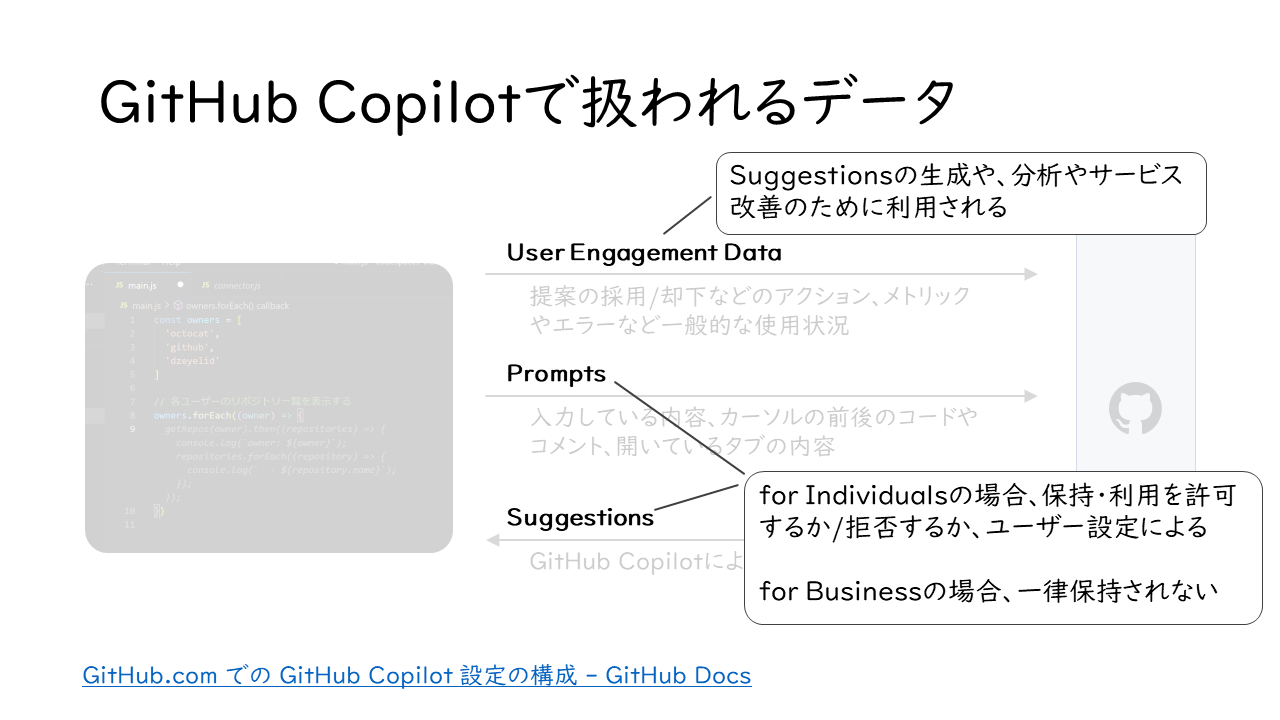 GitHub Copilotで扱われるデータ
Suggestionsの生成や、分析やサービス
改善のために利用される
User Engagement Data
提案の採用/却下などのアクション、メトリック
やエラーなど一般的な使用状況
Prompts
入力している内容、カーソルの前後のコードや
コメント、開いているタブの内容
Suggestions
GitHub Copilotによ
for Individualsの場合、保持・利用を許可
するか/拒否するか、ユーザー設定による
for Businessの場合、一律保持されない
JS main.js ● JS connector.js
JS main.js > owners.forEach() callback
1 const owners = [
2 'octocat',
3 'github',
4 'dzeyelid'
5 ]
6
7 // 各ユーザーのリポジトリ一覧を表示する
8 owners.forEach((owner) => {
9 getRepos(owner).then((repositories) => {
console.log(`owner: ${owner}`);
repositories.forEach((repository) => {
console.log(` - ${repository.name}`);
});
});
10 })
11
GitHub.com での GitHub Copilot 設定の構成 - GitHub Docs